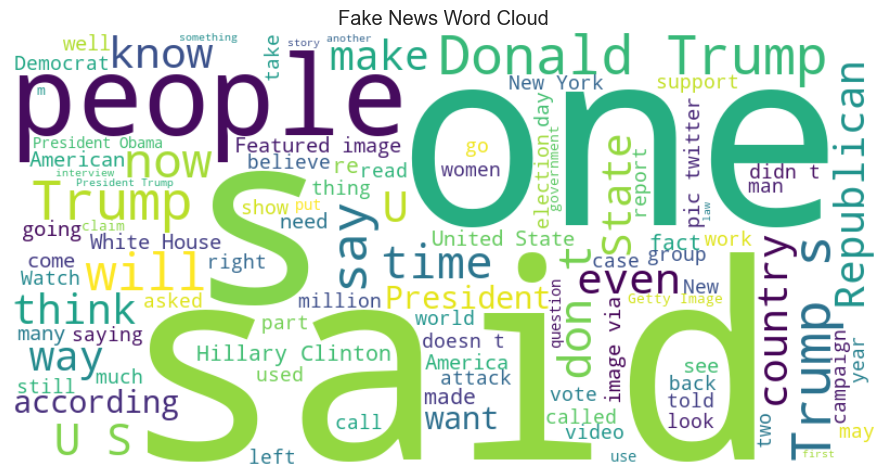 Fake News Word Cloud
something
story another
well
know
take
make
Donald Trump
Democrat
people
one
New York
support
m
President Obama
Featured image
go
American
now
believe
re
read
women
day
election
government
state
report
pic twitter
didn t
man
law
Republican
interview
President Trump
thing
Trump
s
U
say
show
put
need
going
claim
White House
United State
fact
work
come
right
time
case
group
Trump s
Watch
will
even
New
country
think
asked
million
President
Getty Image
don t
part
world
question
image via
many
saying
doesn t
way
Hillary Clinton
America
see
campaign
year
still
much
used
attack
vote
back
told
according
said
made
want
called
look
two
may
call
video
U S
left
use
first